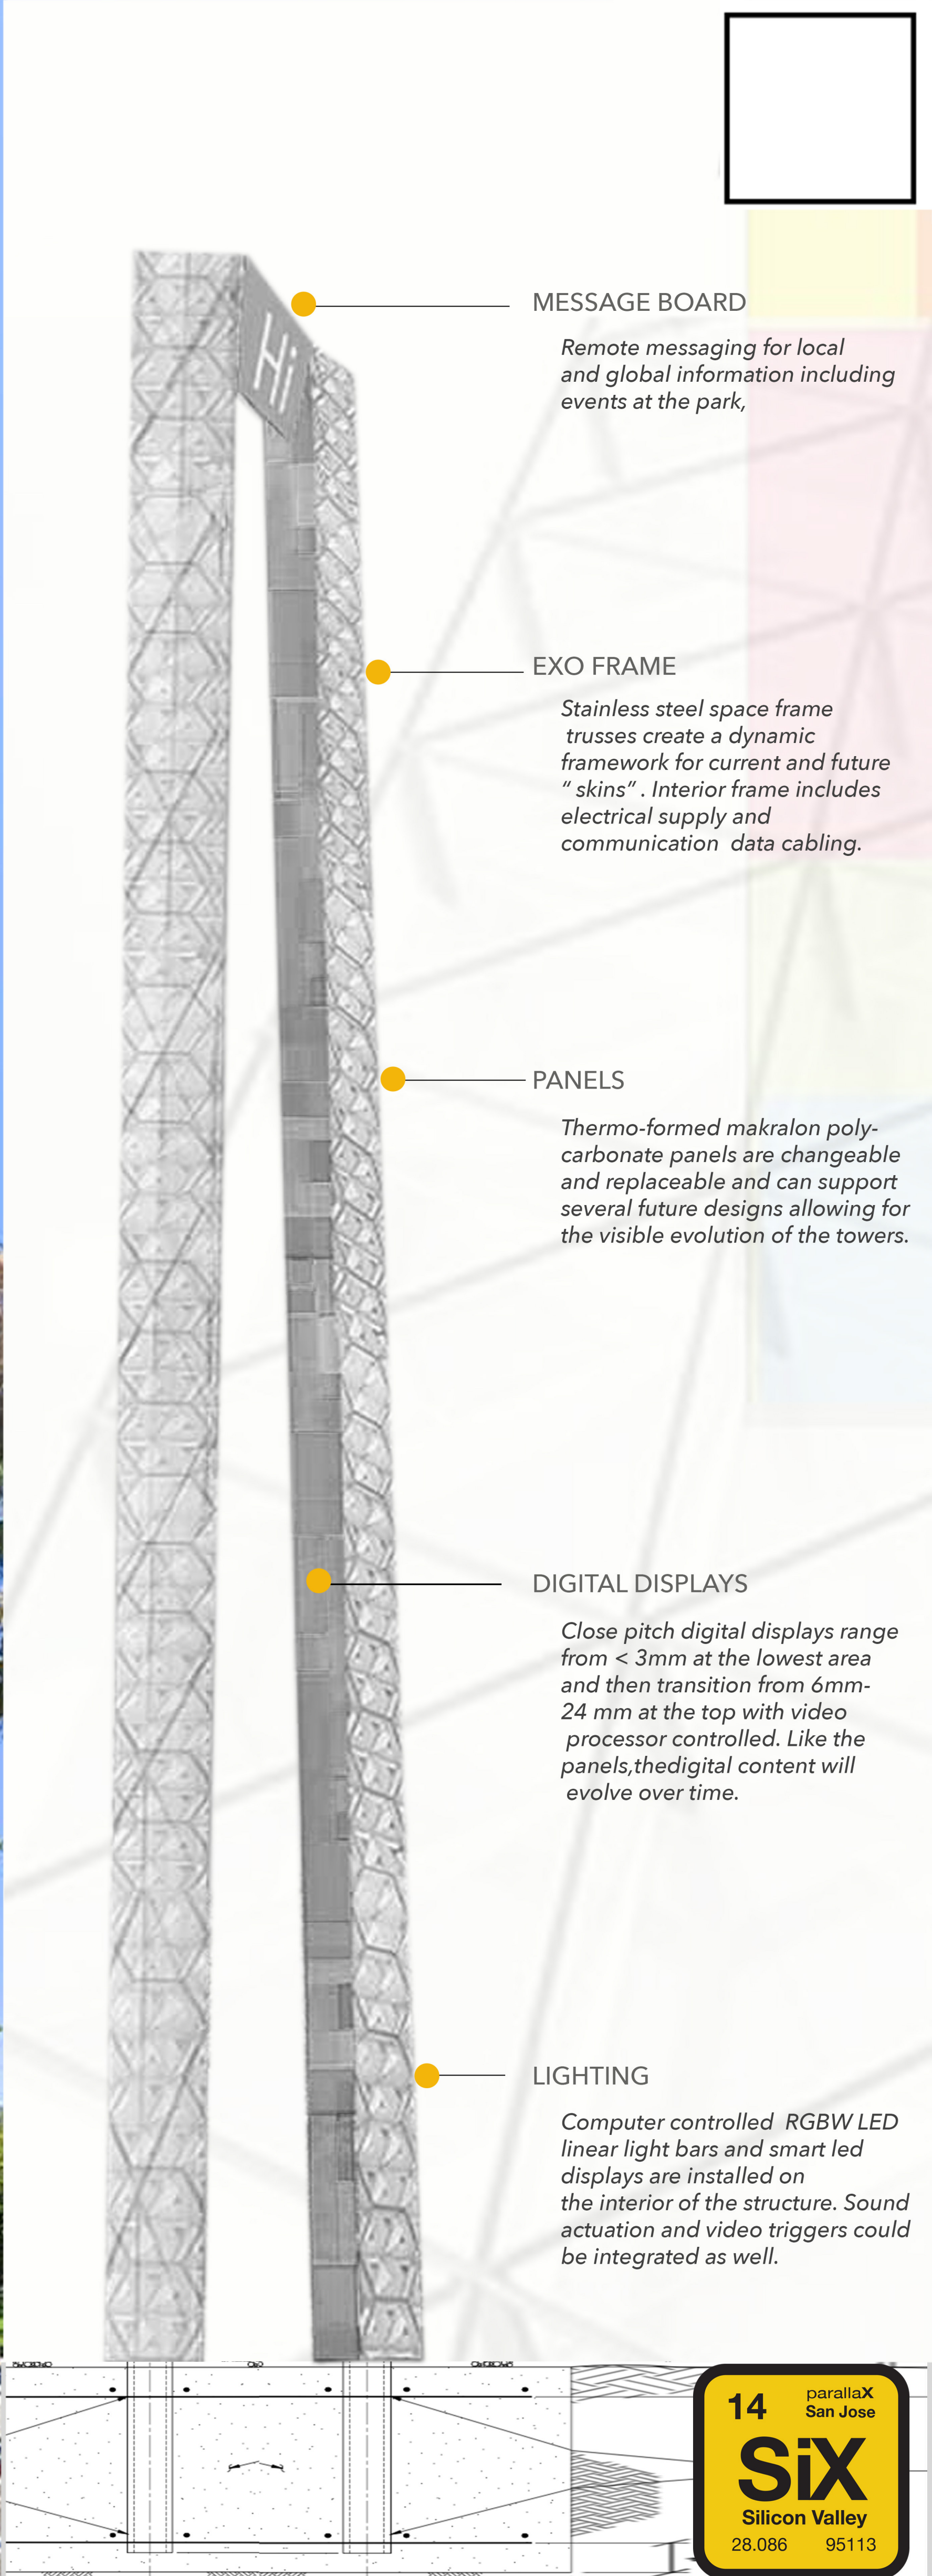 Hi
MESSAGE BOARD
Remote messaging for local
and global information including
events at the park,
EXO FRAME
Stainless steel space frame
trusses create a dynamic
framework for current and future
“ skins” . Interior frame includes
electrical supply and
communication  data cabling.
PANELS
Thermo-formed makralon poly-
carbonate panels are changeable
and replaceable and can support
several future designs allowing for
the visible evolution of the towers.
DIGITAL DISPLAYS
Close pitch digital displays range
from < 3mm at the lowest area
and then transition from 6mm-
24 mm at the top with video
processor controlled. Like the
panels,thedigital content will
evolve over time.
LIGHTING
Computer controlled  RGBW LED
linear light bars and smart led
displays are installed on
the interior of the structure. Sound
actuation and video triggers could
be integrated as well.
14
parallaX
San Jose
SiX
Silicon Valley
28.086 95113